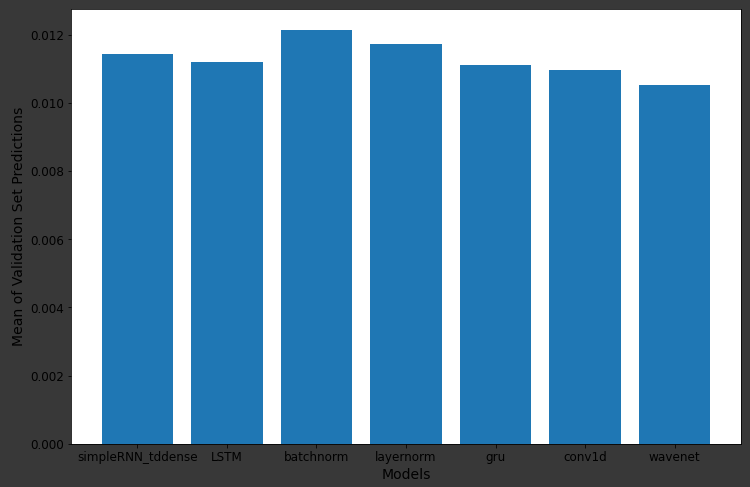 0.012
0.010
0.008
0.006
0.004
0.002
0.000
Mean of Validation Set Predictions
simpleRNN_tddense LSTM batchnorm layernorm gru conv1d wavenet
Models